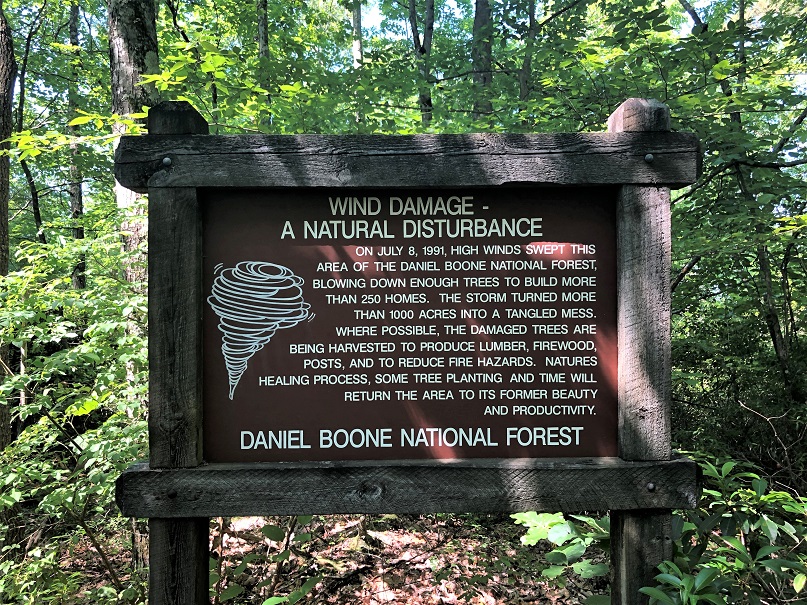 WIND DAMAGE -
A NATURAL DISTURBANCE
ON JULY 8, 1991, HIGH WINDS SWEPT THIS
AREA OF THE DANIEL BOONE NATIONAL FOREST,
BLOWING DOWN ENOUGH TREES TO BUILD MORE
THAN 250 HOMES. THE STORM TURNED MORE
THAN 1000 ACRES INTO A TANGLED MESS.
WHERE POSSIBLE, THE DAMAGED TREES ARE
BEING HARVESTED TO PRODUCE LUMBER, FIREWOOD,
POSTS, AND TO REDUCE FIRE HAZARDS. NATURES
HEALING PROCESS, SOME TREE PLANTING AND TIME WILL
RETURN THE AREA TO ITS FORMER BEAUTY
AND PRODUCTIVITY.
DANIEL BOONE NATIONAL FOREST